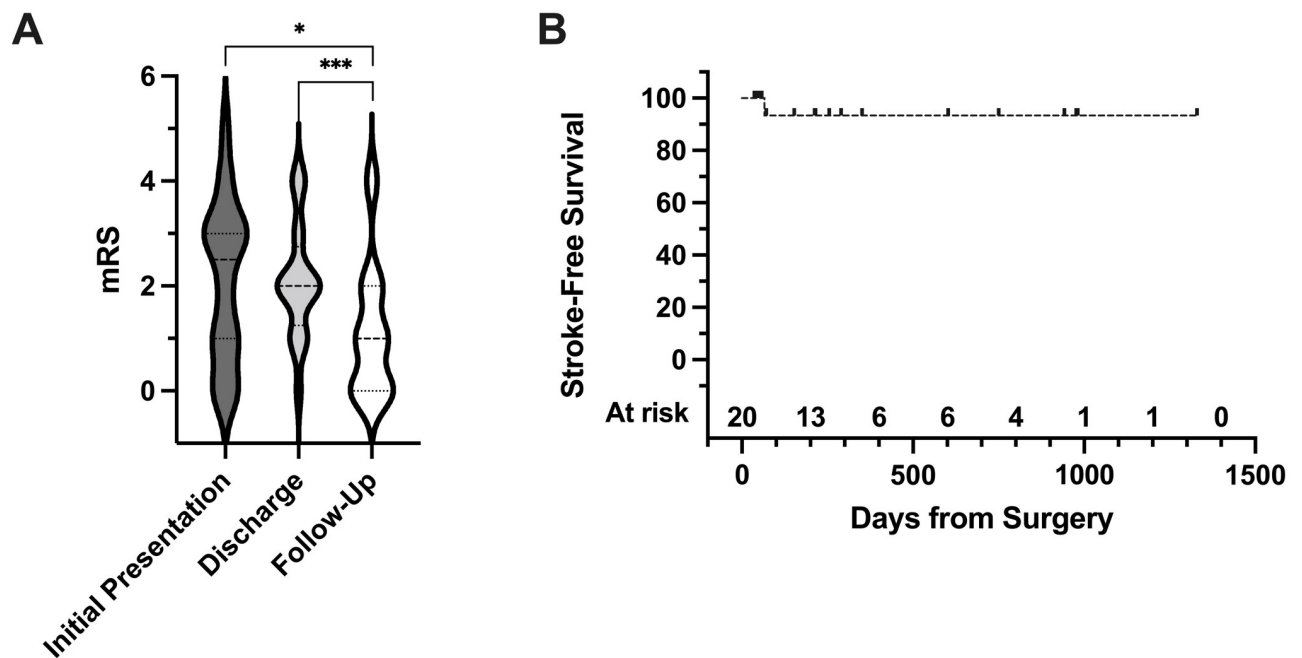 A
B
*
***
6
4
2
0
mRS
Initial Presentation
Discharge
Follow-Up
100
80
60
40
20
0
Stroke-Free Survival
At risk 20 13 6 6 4 1 1 0
0 500 1000 1500
Days from Surgery